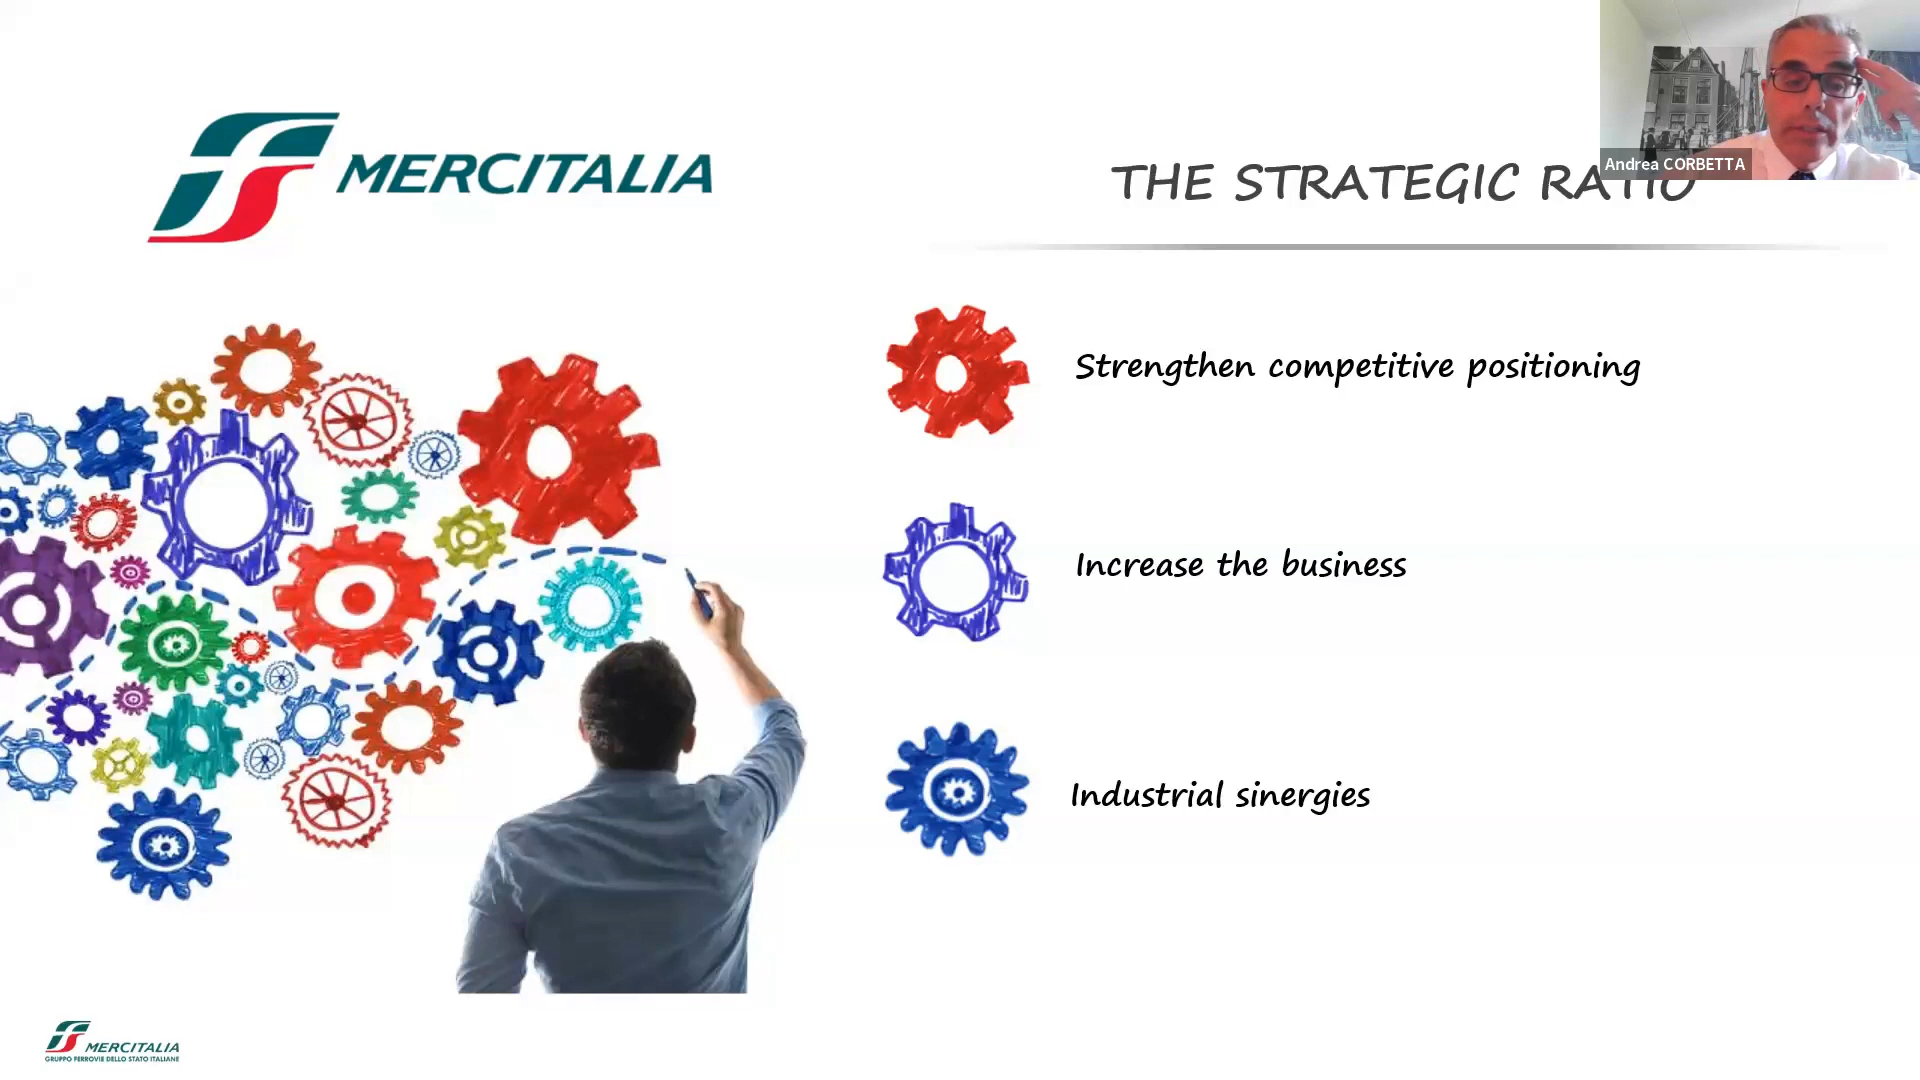 MERCITALIA
Andrea CORBETTA
THE STRATEGIC RATIO
Strengthen competitive positioning
Increase the business
Industrial sinergies
MERCITALIA
GRUPPO FERROVIE DELLO STATO ITALIANE